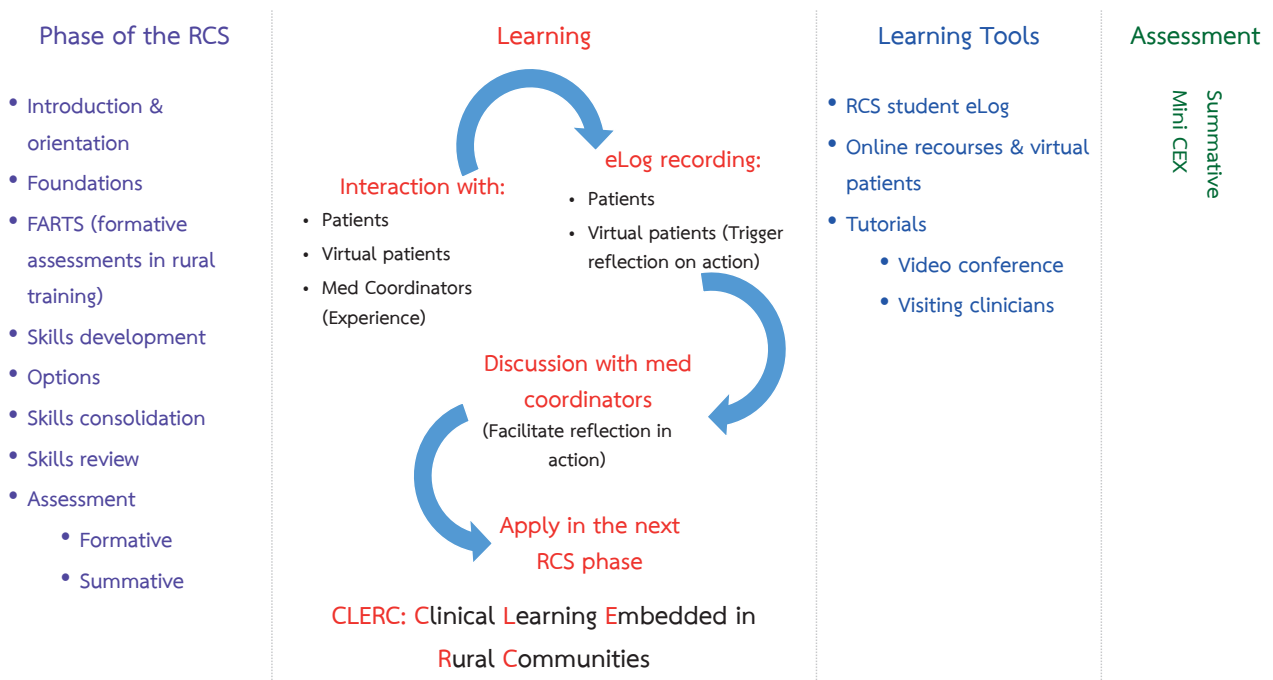 Phase of the RCS
• Introduction &
orientation
• Foundations
• FARTS (formative
assessments in rural
training)
• Skills development
• Options
• Skills consolidation
• Skills review
• Assessment
• Formative
• Summative
Learning
Interaction with:
• Patients
• Virtual patients
• Med Coordinators
(Experience)
eLog recording:
• Patients
• Virtual patients (Trigger
reflection on action)
Discussion with med
coordinators
(Facilitate reflection in
action)
Apply in the next
RCS phase
CLERC: Clinical Learning Embedded in
Rural Communities
Learning Tools
• RCS student eLog
• Online recourses & virtual
patients
• Tutorials
• Video conference
• Visiting clinicians
Assessment
Summative
Mini CEX